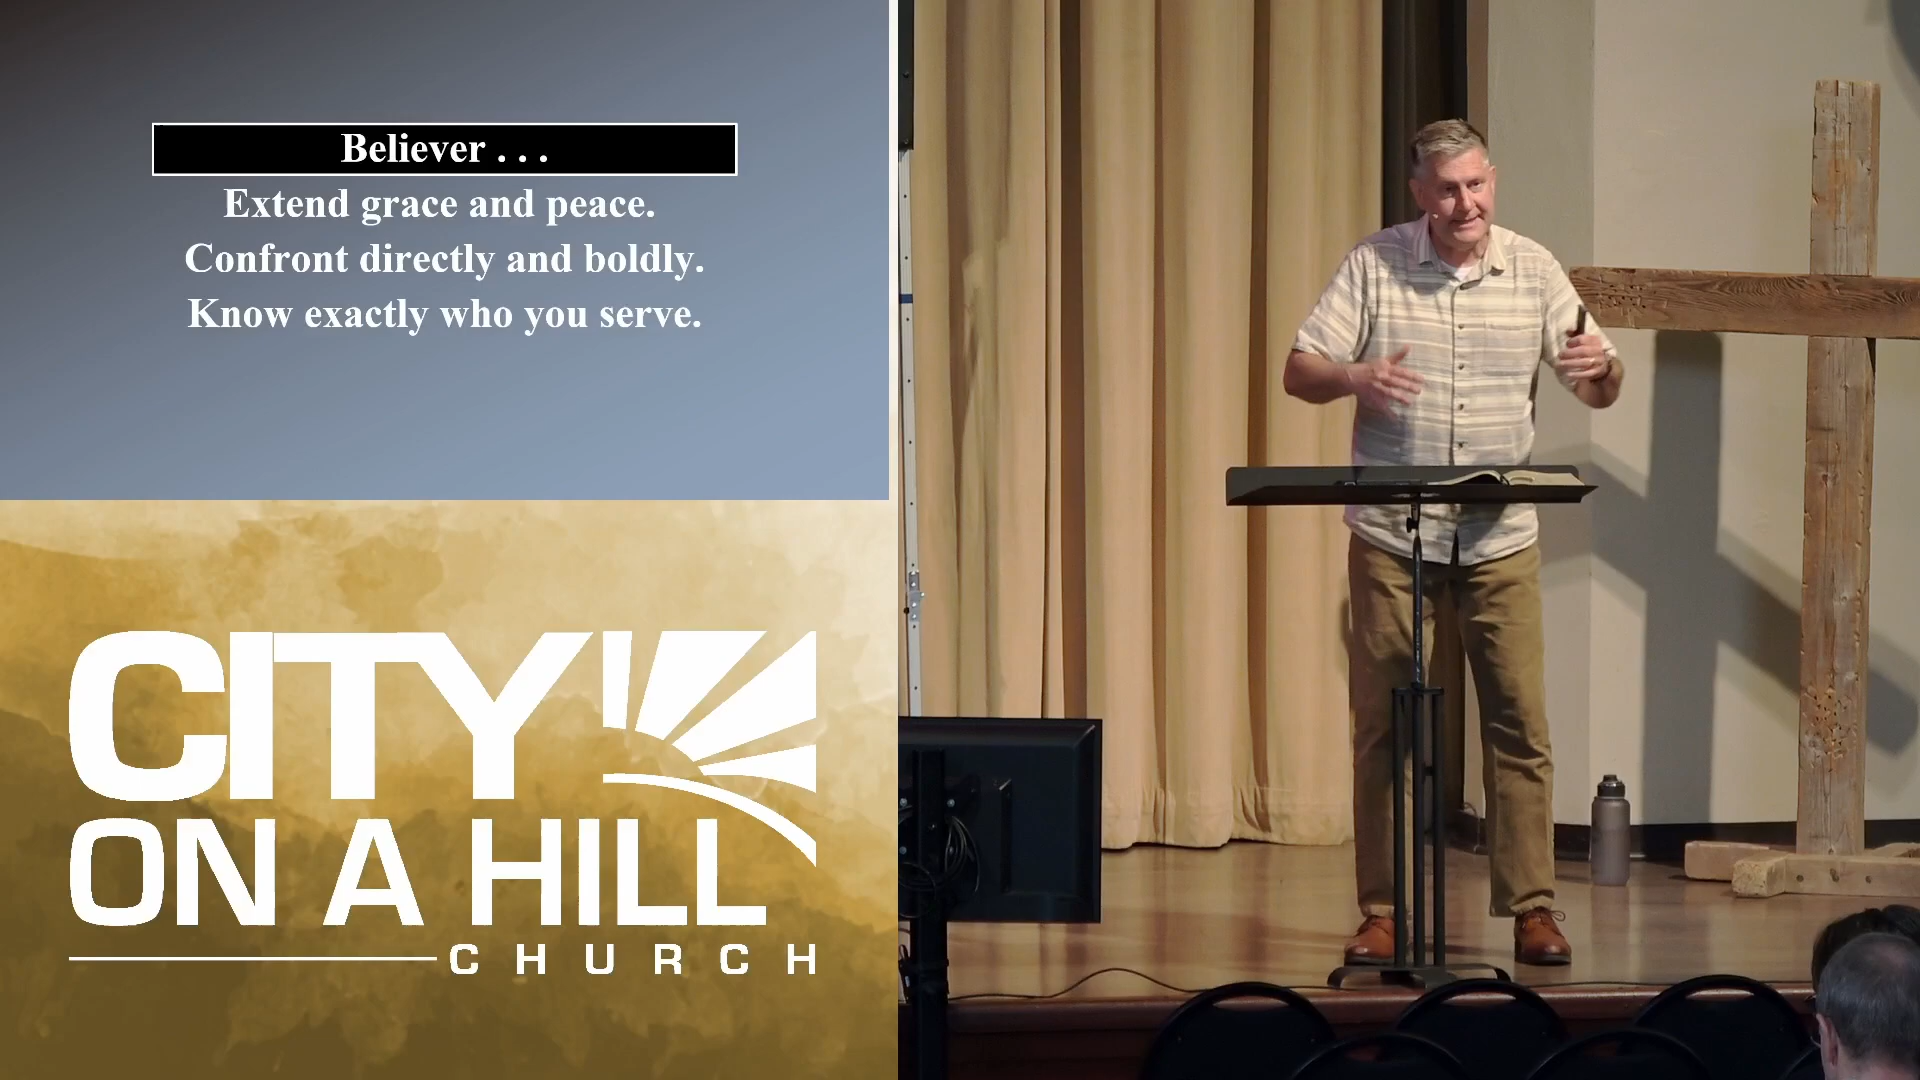 Believer . . .
Extend grace and peace.
Confront directly and boldly.
Know exactly who you serve.
CITY
ON A HILL
CHURCH